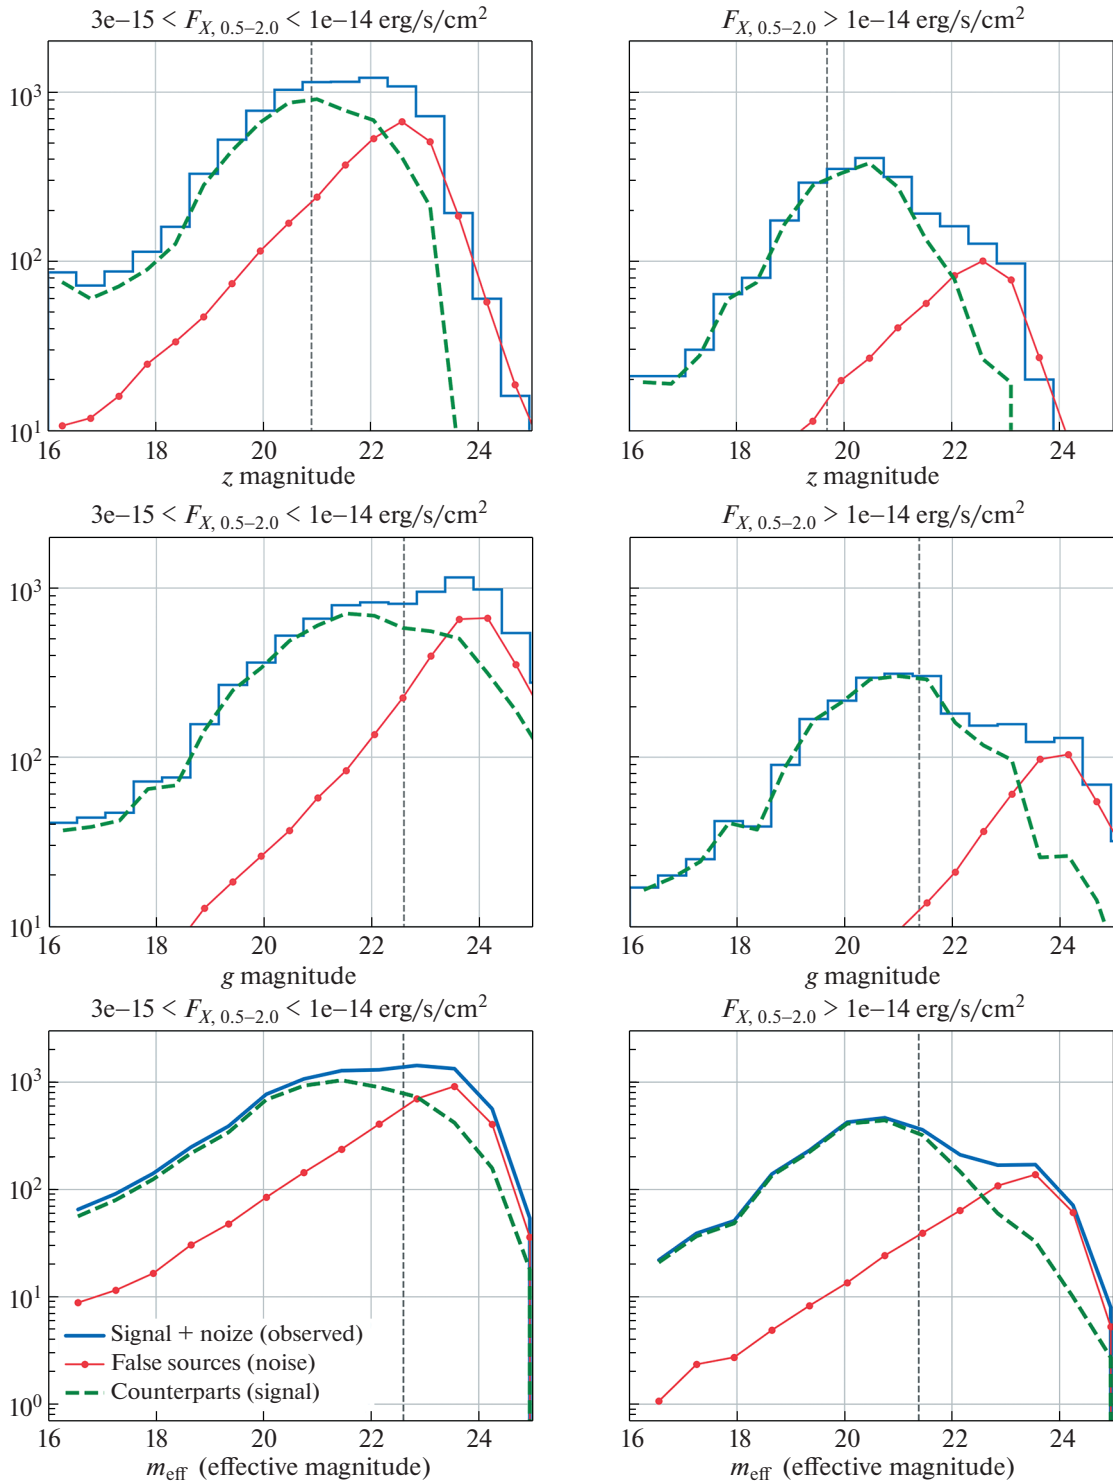 3e–15 < F_X, 0.5–2.0 < 1e–14 erg/s/cm²
F_X, 0.5–2.0 > 1e–14 erg/s/cm²
10³
10²
10¹
16 18 20 22 24
16 18 20 22 24
z magnitude
z magnitude
3e–15 < F_X, 0.5–2.0 < 1e–14 erg/s/cm²
F_X, 0.5–2.0 > 1e–14 erg/s/cm²
10³
10²
10¹
16 18 20 22 24
16 18 20 22 24
g magnitude
g magnitude
3e–15 < F_X, 0.5–2.0 < 1e–14 erg/s/cm²
F_X, 0.5–2.0 > 1e–14 erg/s/cm²
10³
10²
10¹
10⁰
Signal + noize (observed)
False sources (noise)
Counterparts (signal)
16 18 20 22 24
16 18 20 22 24
m_eff (effective magnitude)
m_eff (effective magnitude)